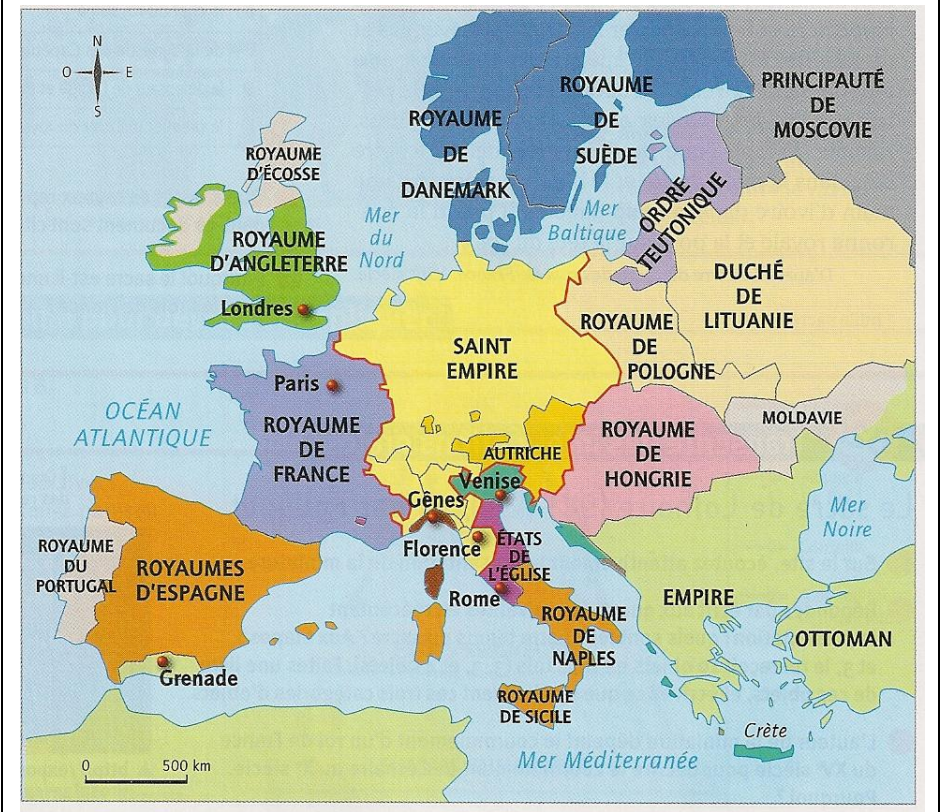 N
O
E
S
ROYAUME
DE
DANEMARK
ROYAUME
DE
SUÈDE
PRINCIPAUTÉ
DE
MOSCOVIE
ROYAUME
D'ÉCOSSE
Mer
du
Nord
Mer
Baltique
ORDRE
TEUTONIQUE
ROYAUME
D'ANGLETERRE
Londres
DUCHÉ
DE
LITUANIE
SAINT
EMPIRE
ROYAUME
DE
POLOGNE
Paris
OCÉAN
ATLANTIQUE
ROYAUME
DE
FRANCE
AUTRICHE
ROYAUME
DE
HONGRIE
MOLDAVIE
Venise
Gênes
Florence
ÉTATS
DE
L'ÉGLISE
Rome
Mer
Noire
ROYAUME
DU
PORTUGAL
ROYAUMES
D'ESPAGNE
Grenade
ROYAUME
DE
NAPLES
EMPIRE
OTTOMAN
ROYAUME
DE SICILE
Crète
Mer Méditerranée
0
500 km